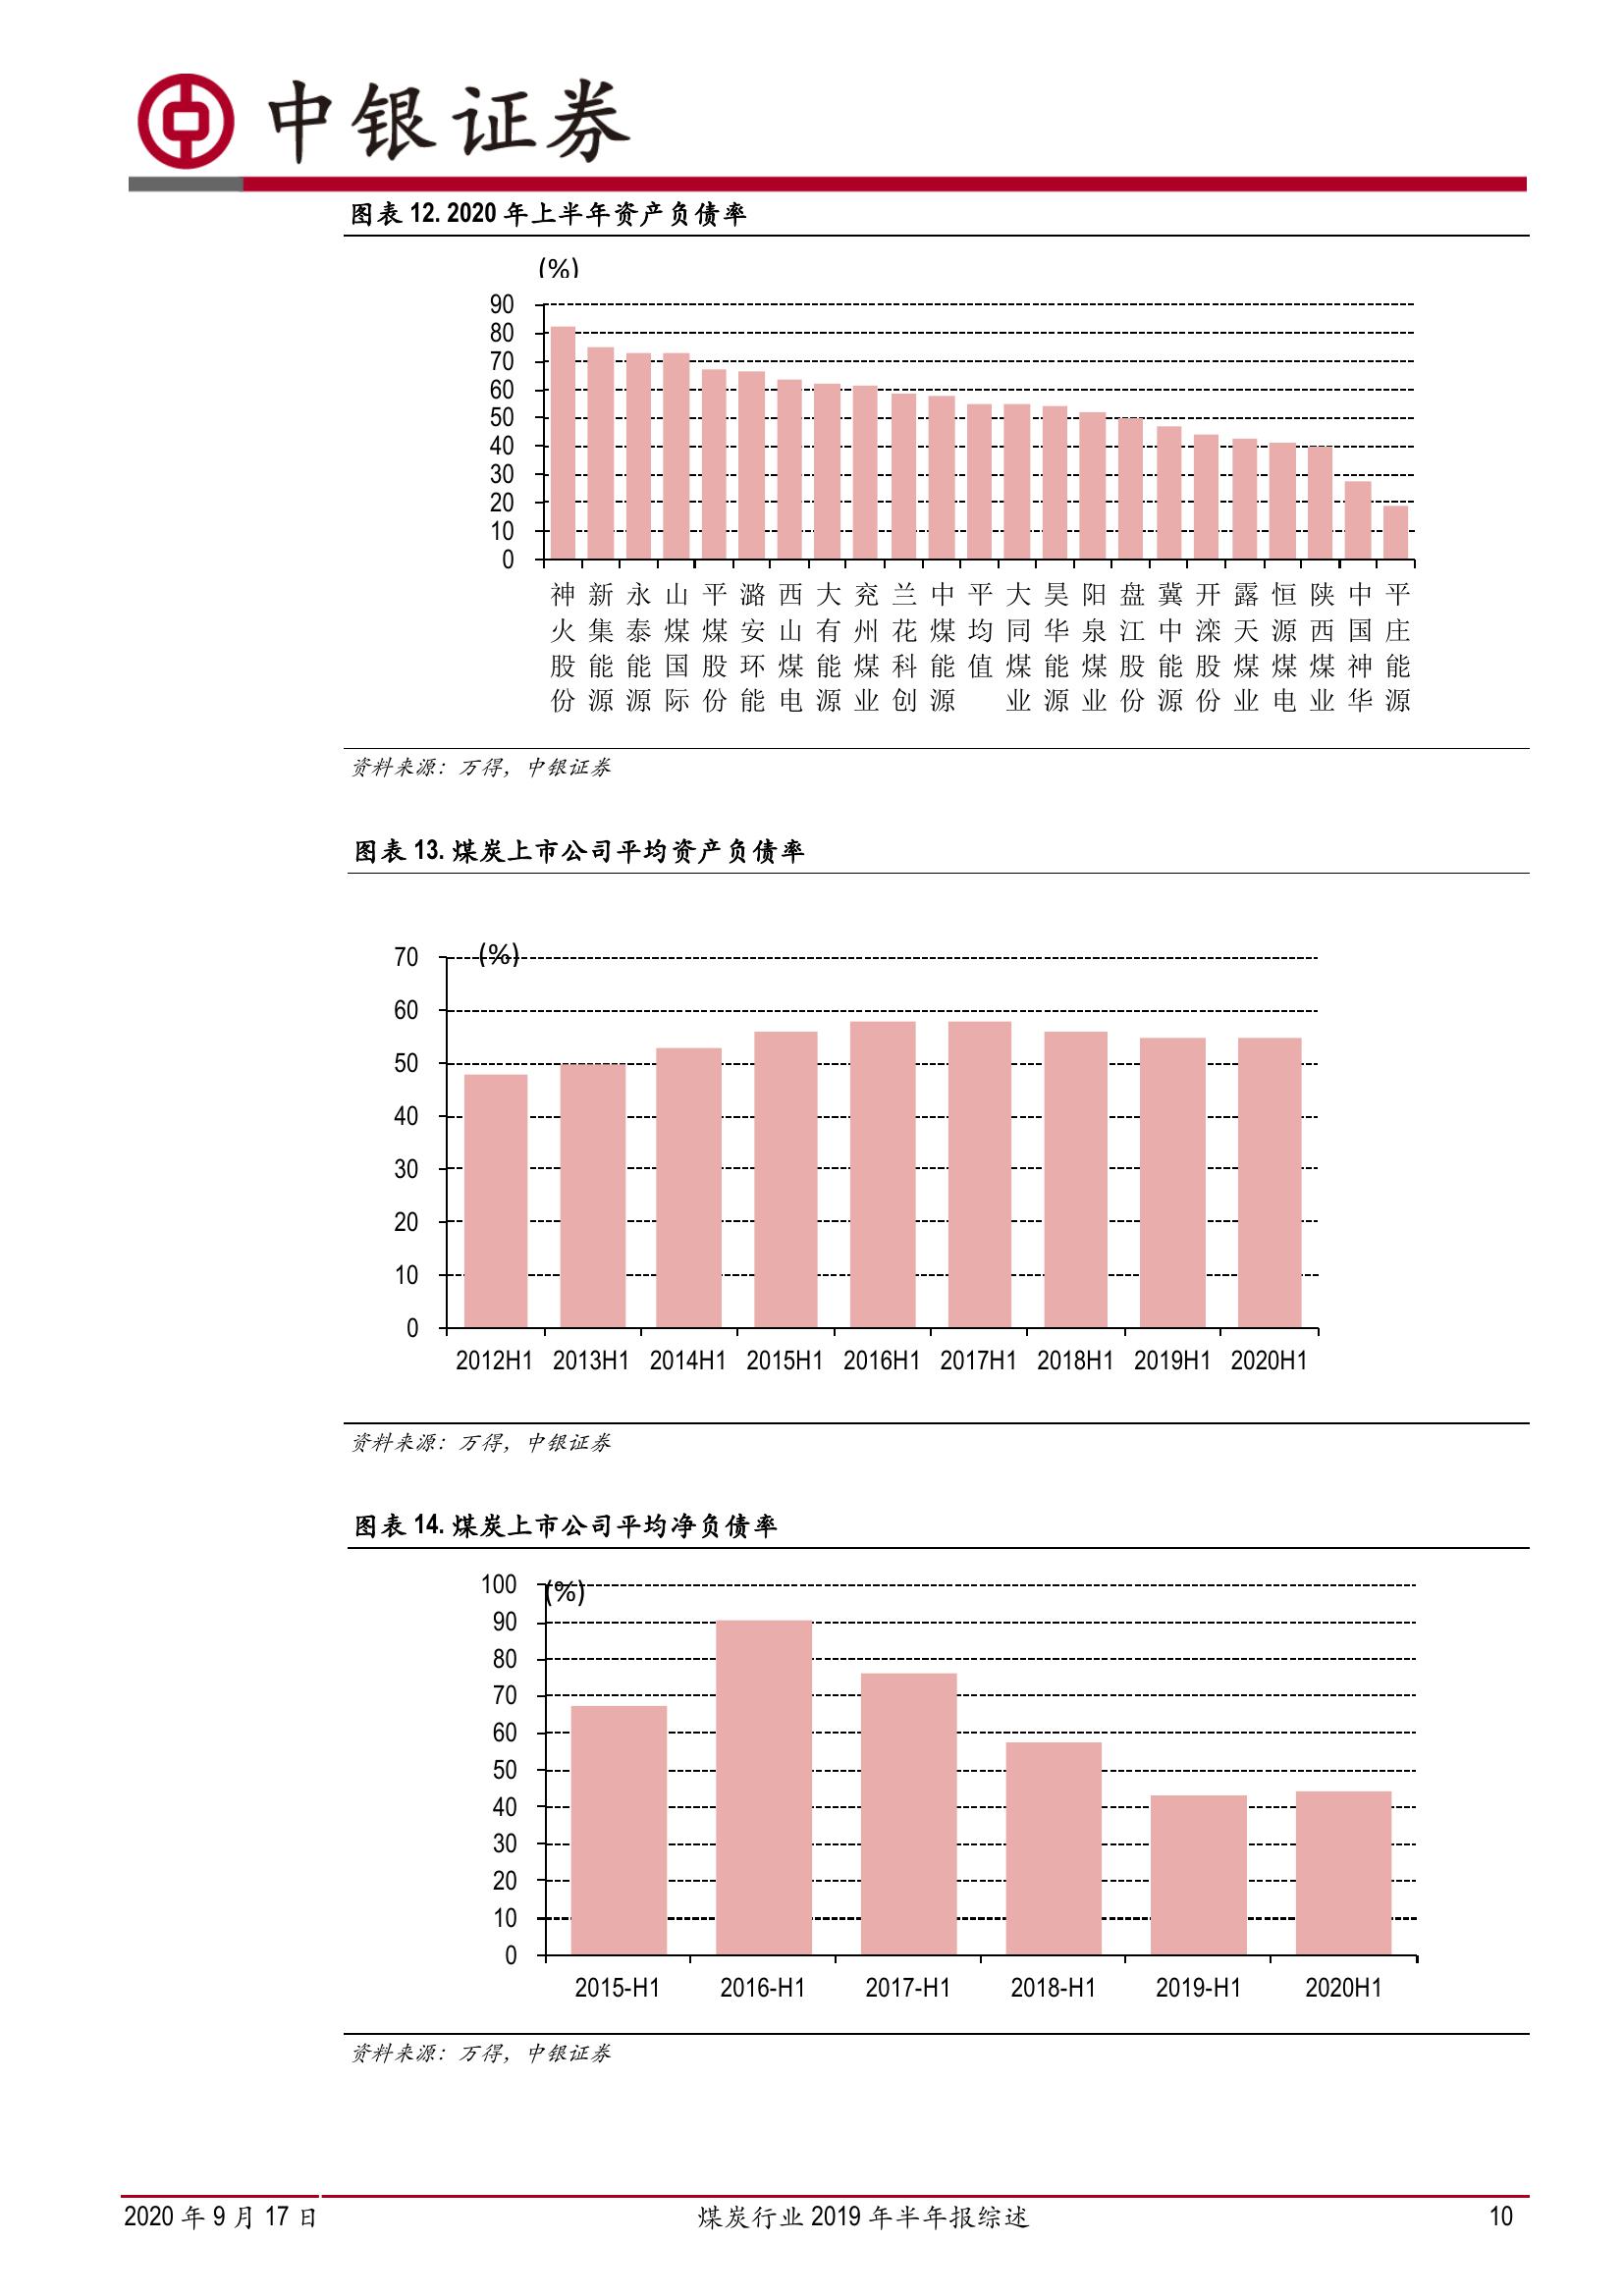 中银证券
图表 12. 2020 年上半年资产负债率
(%)
90
80
70
60
50
40
30
20
10
0
神火股份
新集能源
永泰能源
山煤国际
平煤股份
潞安环能
西山煤电
大有能源
兖州煤业
兰花科创
中煤能源
平均值
大同煤业
昊华能源
阳泉煤业
盘江股份
冀中能源
开滦股份
露天煤业
恒源煤电
陕西煤业
中国神华
平庄能源
资料来源：万得，中银证券
图表 13. 煤炭上市公司平均资产负债率
(%)
70
60
50
40
30
20
10
0
2012H1 2013H1 2014H1 2015H1 2016H1 2017H1 2018H1 2019H1 2020H1
资料来源：万得，中银证券
图表 14. 煤炭上市公司平均净负债率
(%)
100
90
80
70
60
50
40
30
20
10
0
2015-H1 2016-H1 2017-H1 2018-H1 2019-H1 2020H1
资料来源：万得，中银证券
2020 年 9 月 17 日 煤炭行业 2019 年半年报综述 10